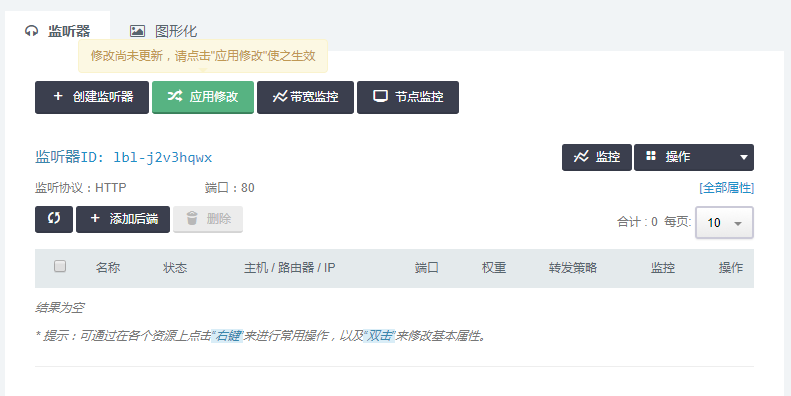 监听器 图形化
修改尚未更新，请点击"应用修改"使之生效
+ 创建监听器 应用修改 带宽监控 节点监控
监听器ID: lbl-j2v3hqwx 监控 操作
监听协议：HTTP 端口：80 [全部属性]
+ 添加后端 删除 合计：0 每页: 10
名称 状态 主机 / 路由器 / IP 端口 权重 转发策略 监控 操作
结果为空
* 提示：可通过在各个资源上点击"右键"来进行常用操作，以及"双击"来修改基本属性。